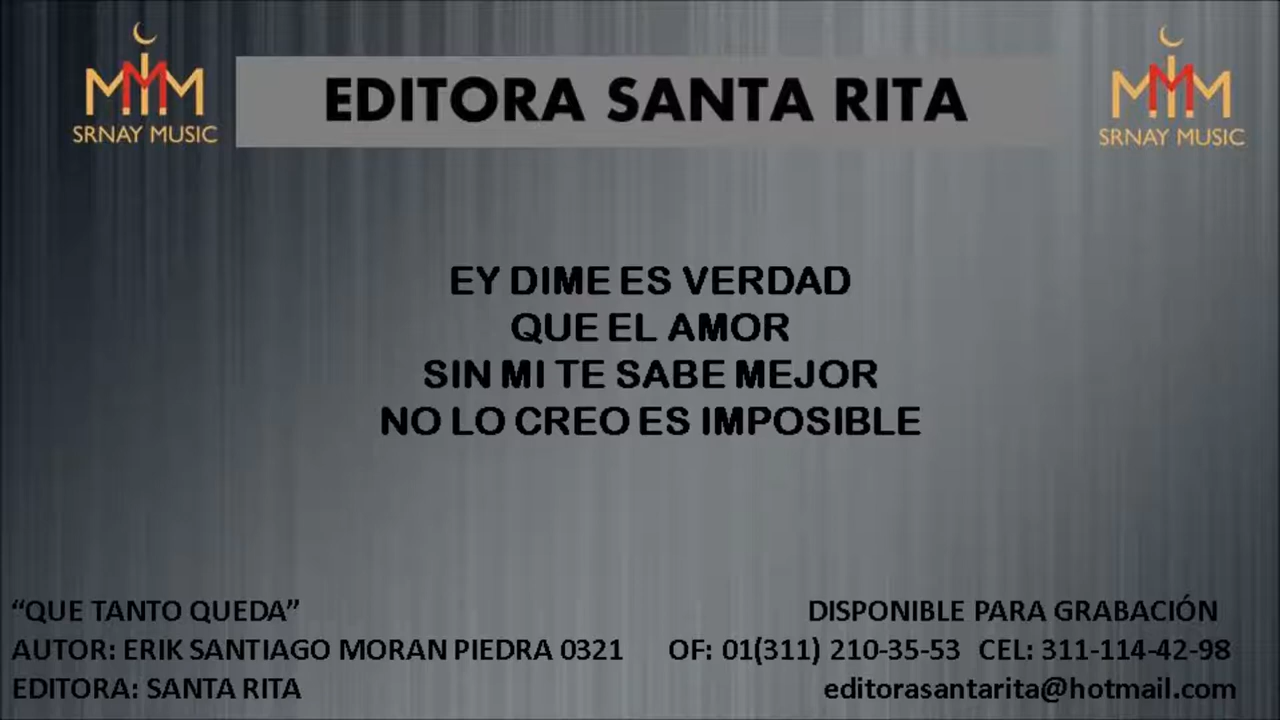 SRNAY MUSIC
EDITORA SANTA RITA
SRNAY MUSIC
EY DIME ES VERDAD
QUE EL AMOR
SIN MI TE SABE MEJOR
NO LO CREO ES IMPOSIBLE
“QUE TANTO QUEDA”
AUTOR: ERIK SANTIAGO MORAN PIEDRA 0321
EDITORA: SANTA RITA
DISPONIBLE PARA GRABACIÓN
OF: 01(311) 210-35-53 CEL: 311-114-42-98
editorasantarita@hotmail.com